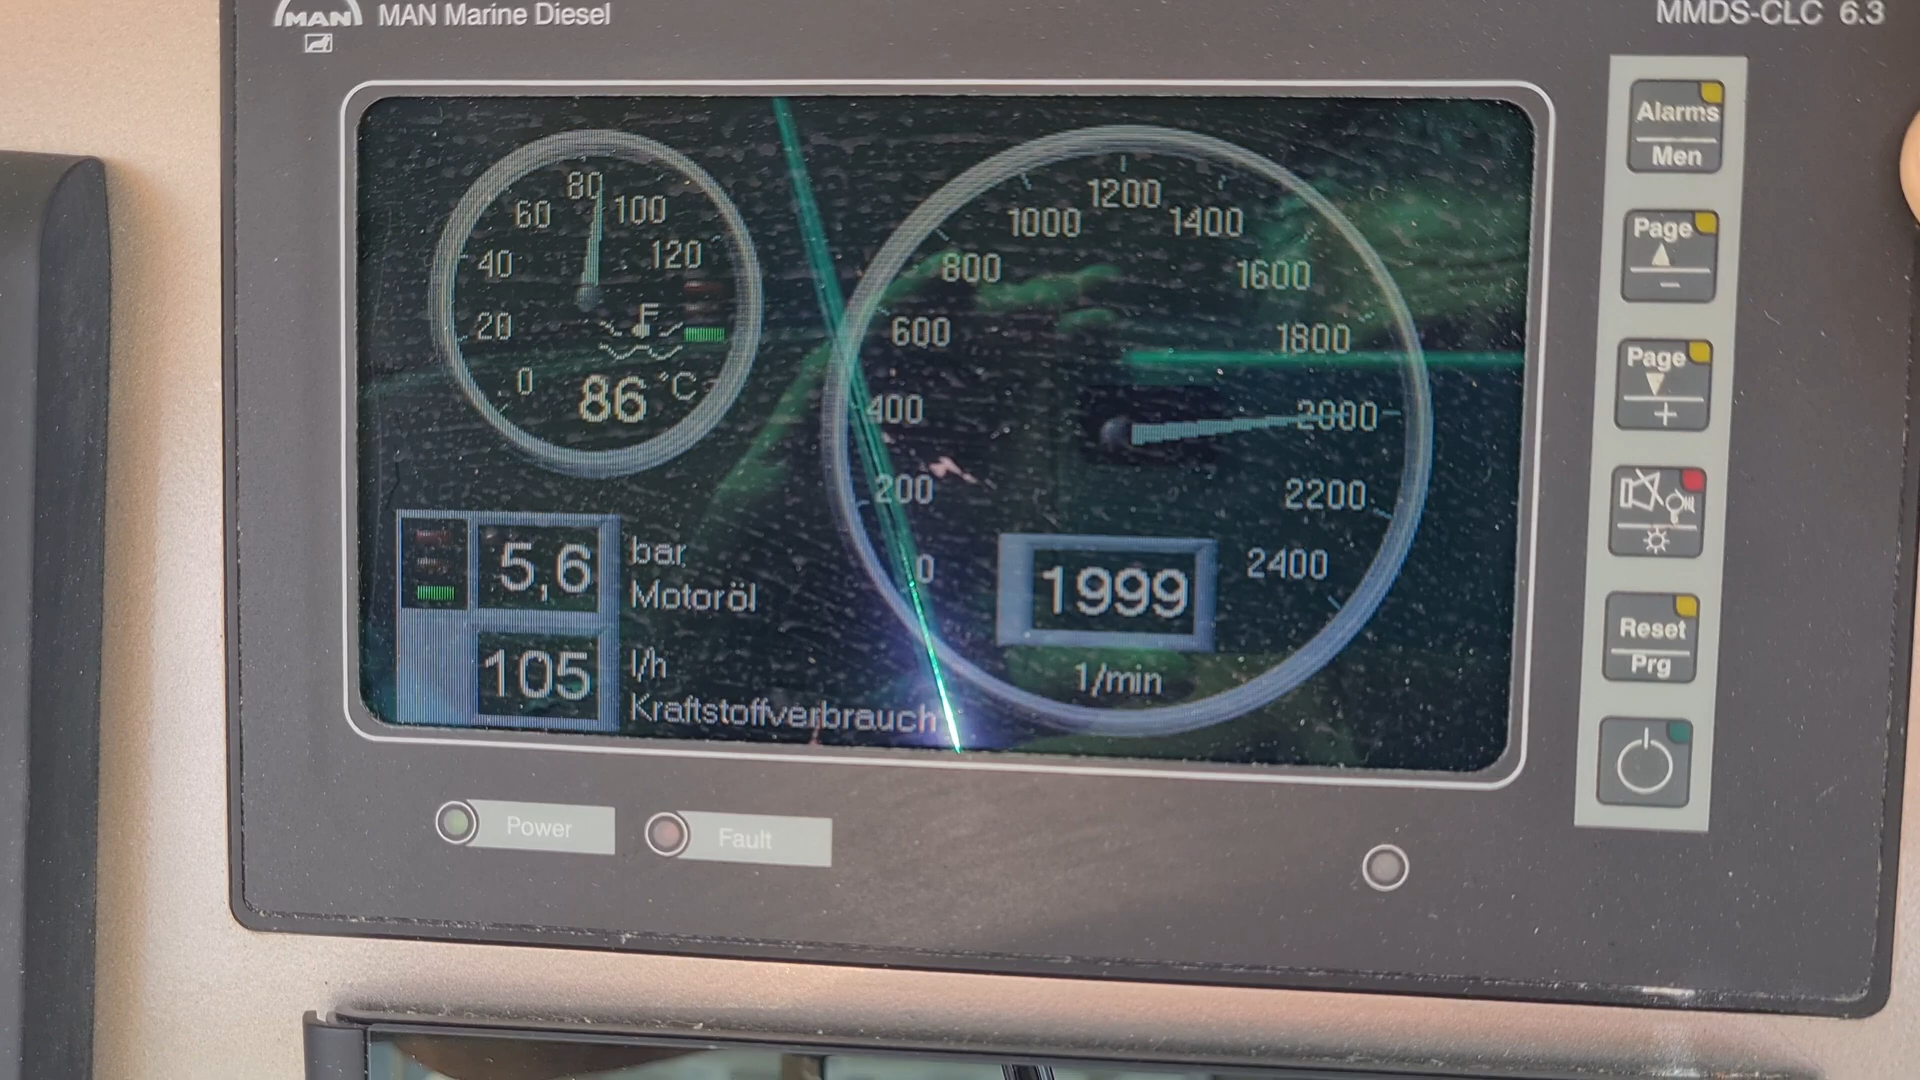 MAN MAN Marine Diesel
MMDS-CLC 6.3
80
60
100
40
120
20
0
86 °C
1200
1000
1400
800
1600
600
1800
400
2000
200
2200
0
2400
1999
1/min
5,6 bar
Motoröl
105 l/h
Kraftstoffverbrauch
Alarms
Men
Page
−
Page
+
Reset
Prg
Power
Fault